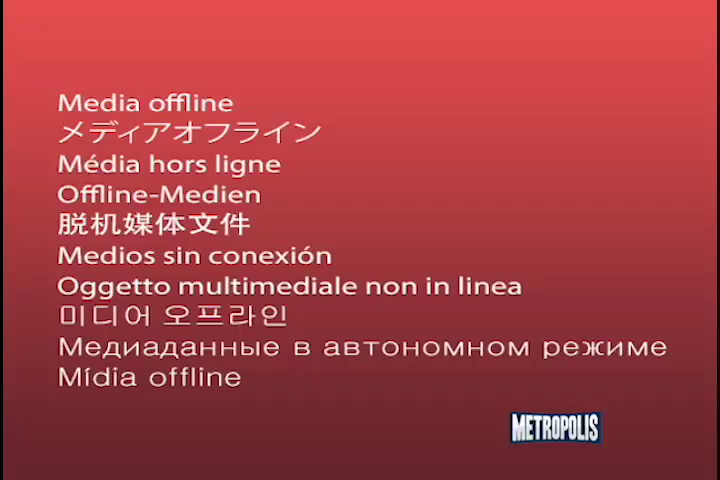 Media offline
メディアオフライン
Média hors ligne
Offline-Medien
脱机媒体文件
Medios sin conexión
Oggetto multimediale non in linea
미디어 오프라인
Медиаданные в автономном режиме
Mídia offline
METROPOLIS